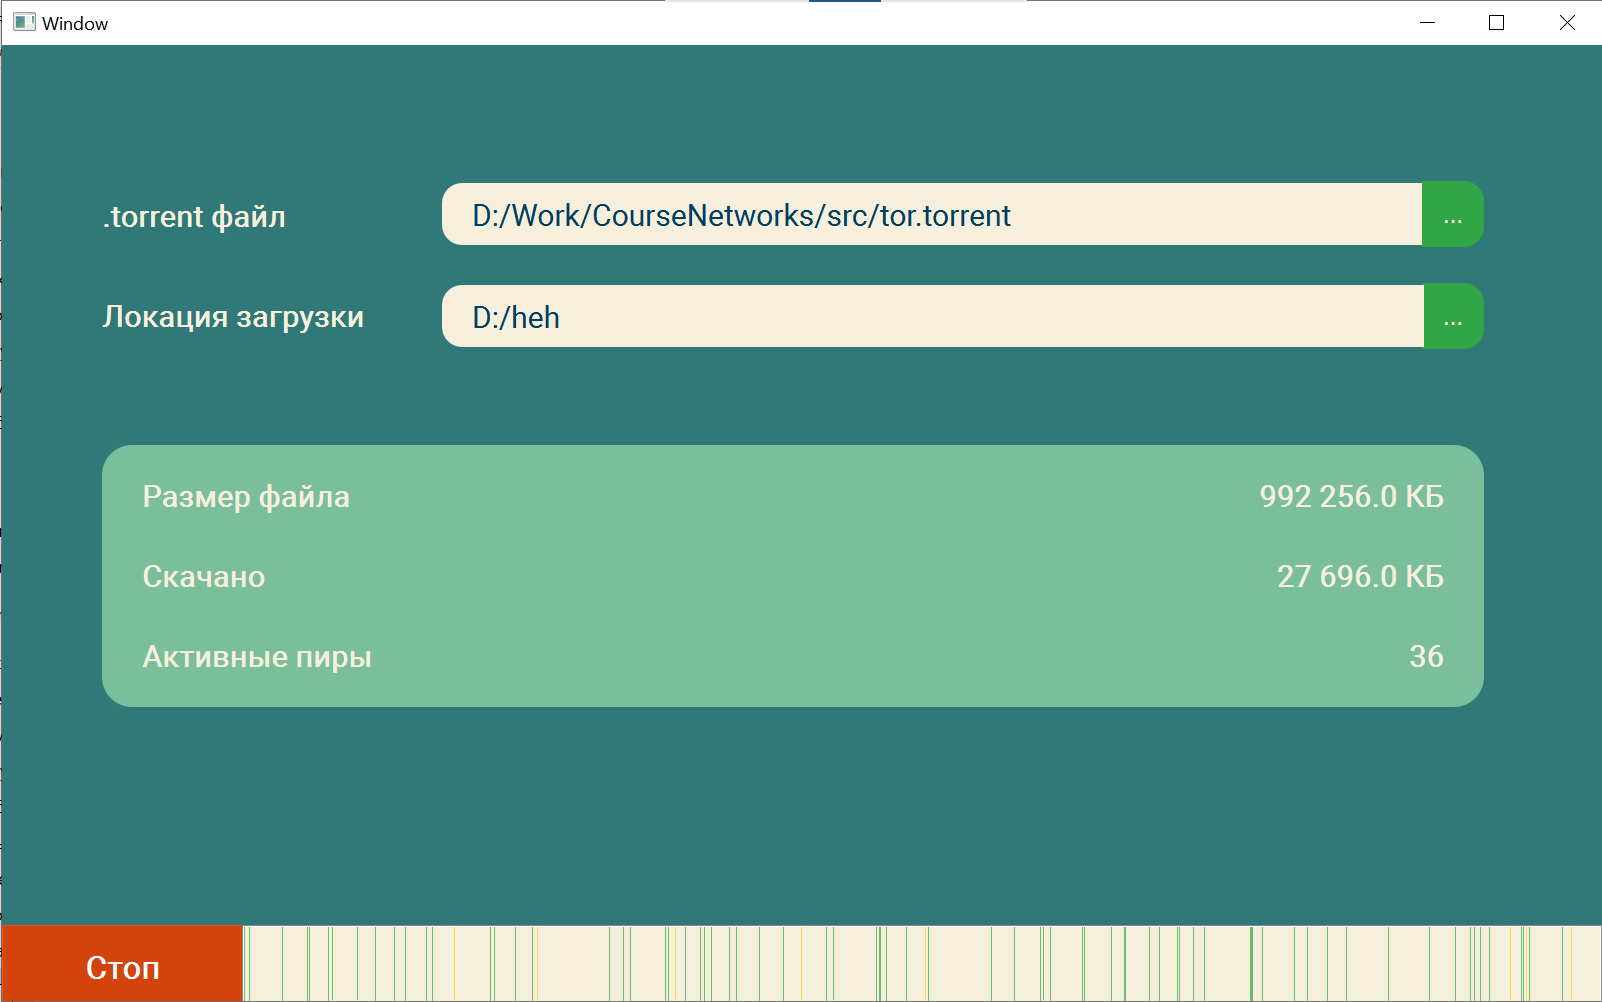 Window
.torrent файл
D:/Work/CourseNetworks/src/tor.torrent
...
Локация загрузки
D:/heh
...
Размер файла
992 256.0 КБ
Скачано
27 696.0 КБ
Активные пиры
36
Стоп